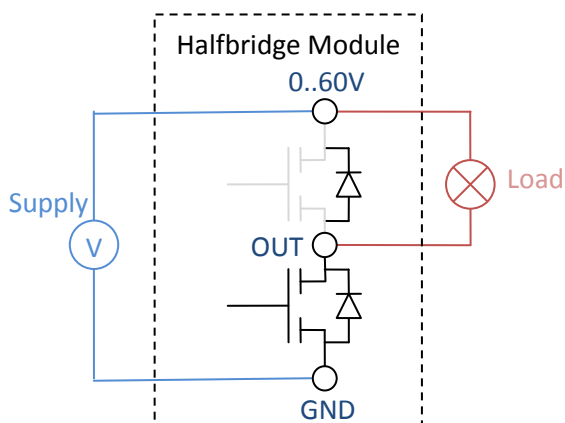 Halfbridge Module
0..60V
Load
Supply
V
OUT
GND